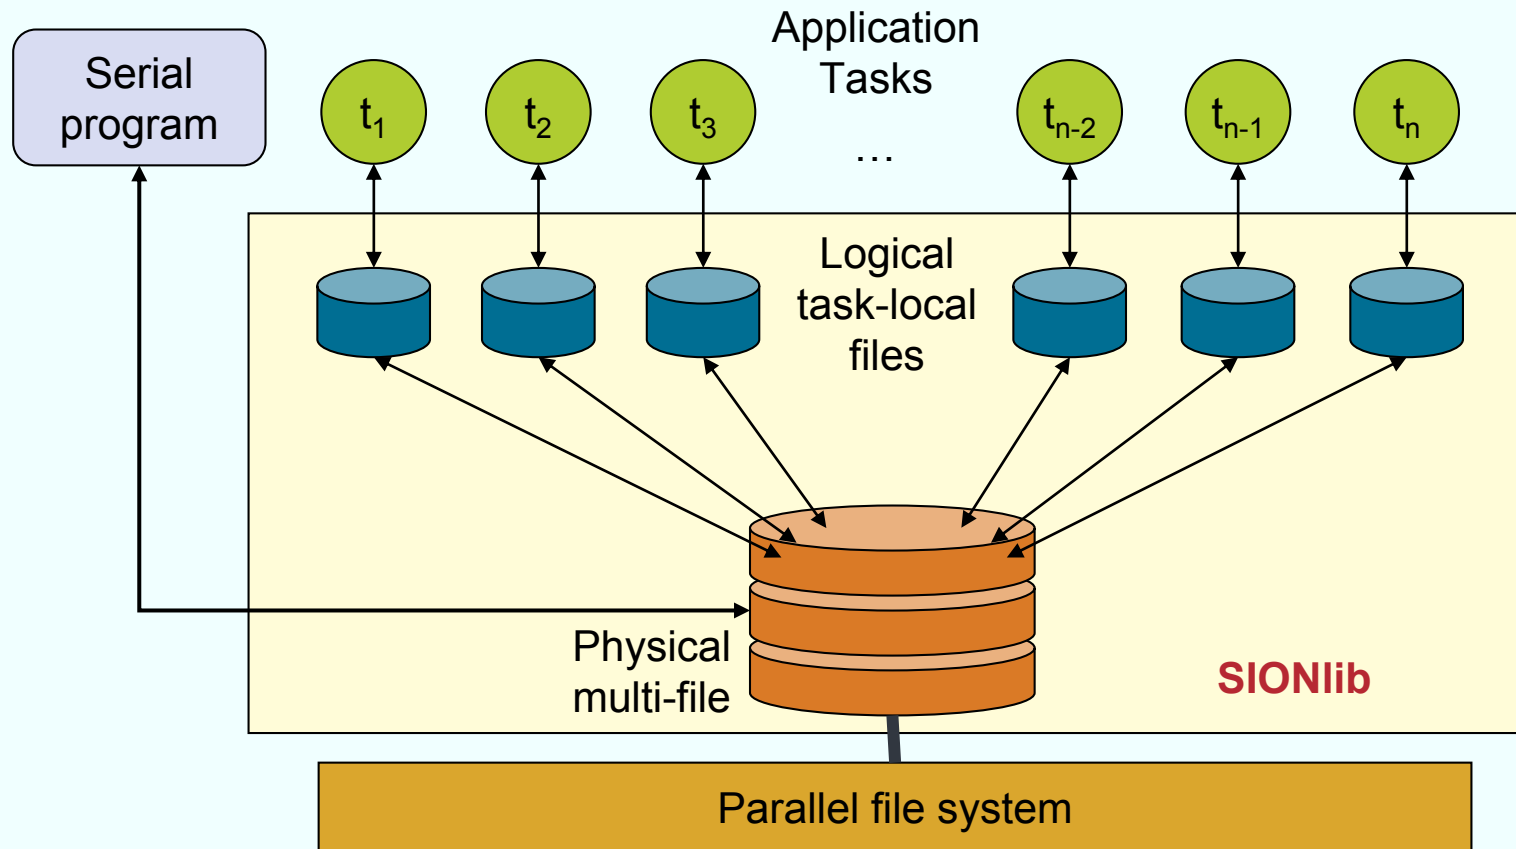 Serial
program
t₁
t₂
t₃
Application
Tasks
...
tₙ₋₂
tₙ₋₁
tₙ
Logical
task-local
files
Physical
multi-file
SIONlib
Parallel file system